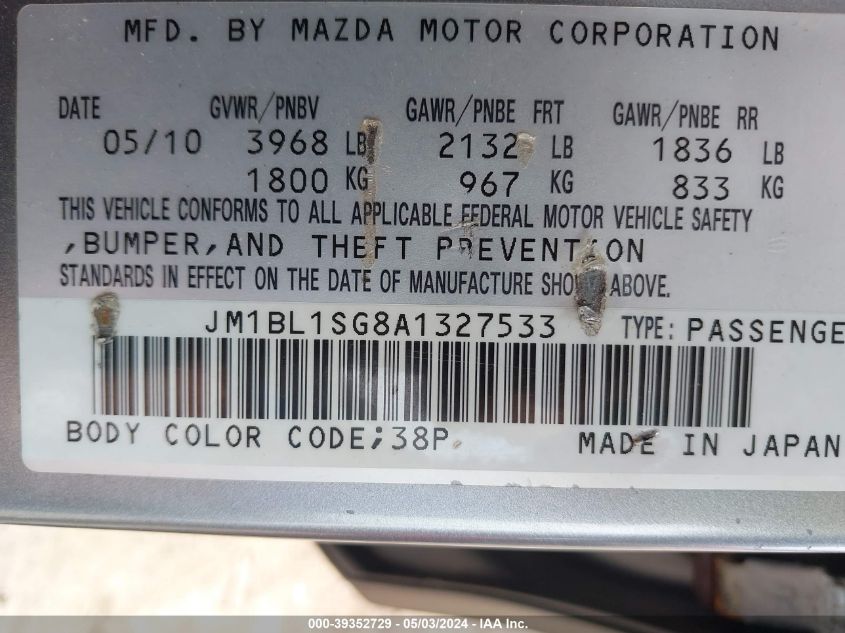 MFD. BY MAZDA MOTOR CORPORATION
DATE GVWR/PNBV GAWR/PNBE FRT GAWR/PNBE RR
05/10 3968 LB 2132 LB 1836 LB
1800 KG 967 KG 833 KG
THIS VEHICLE CONFORMS TO ALL APPLICABLE FEDERAL MOTOR VEHICLE SAFETY
,BUMPER,AND THEFT PREVENTION
STANDARDS IN EFFECT ON THE DATE OF MANUFACTURE SHOWN ABOVE.
JM1BL1SG8A1327533 TYPE: PASSENGE
BODY COLOR CODE;38P
MADE IN JAPAN
000-39352729 - 05/03/2024 - IAA Inc.